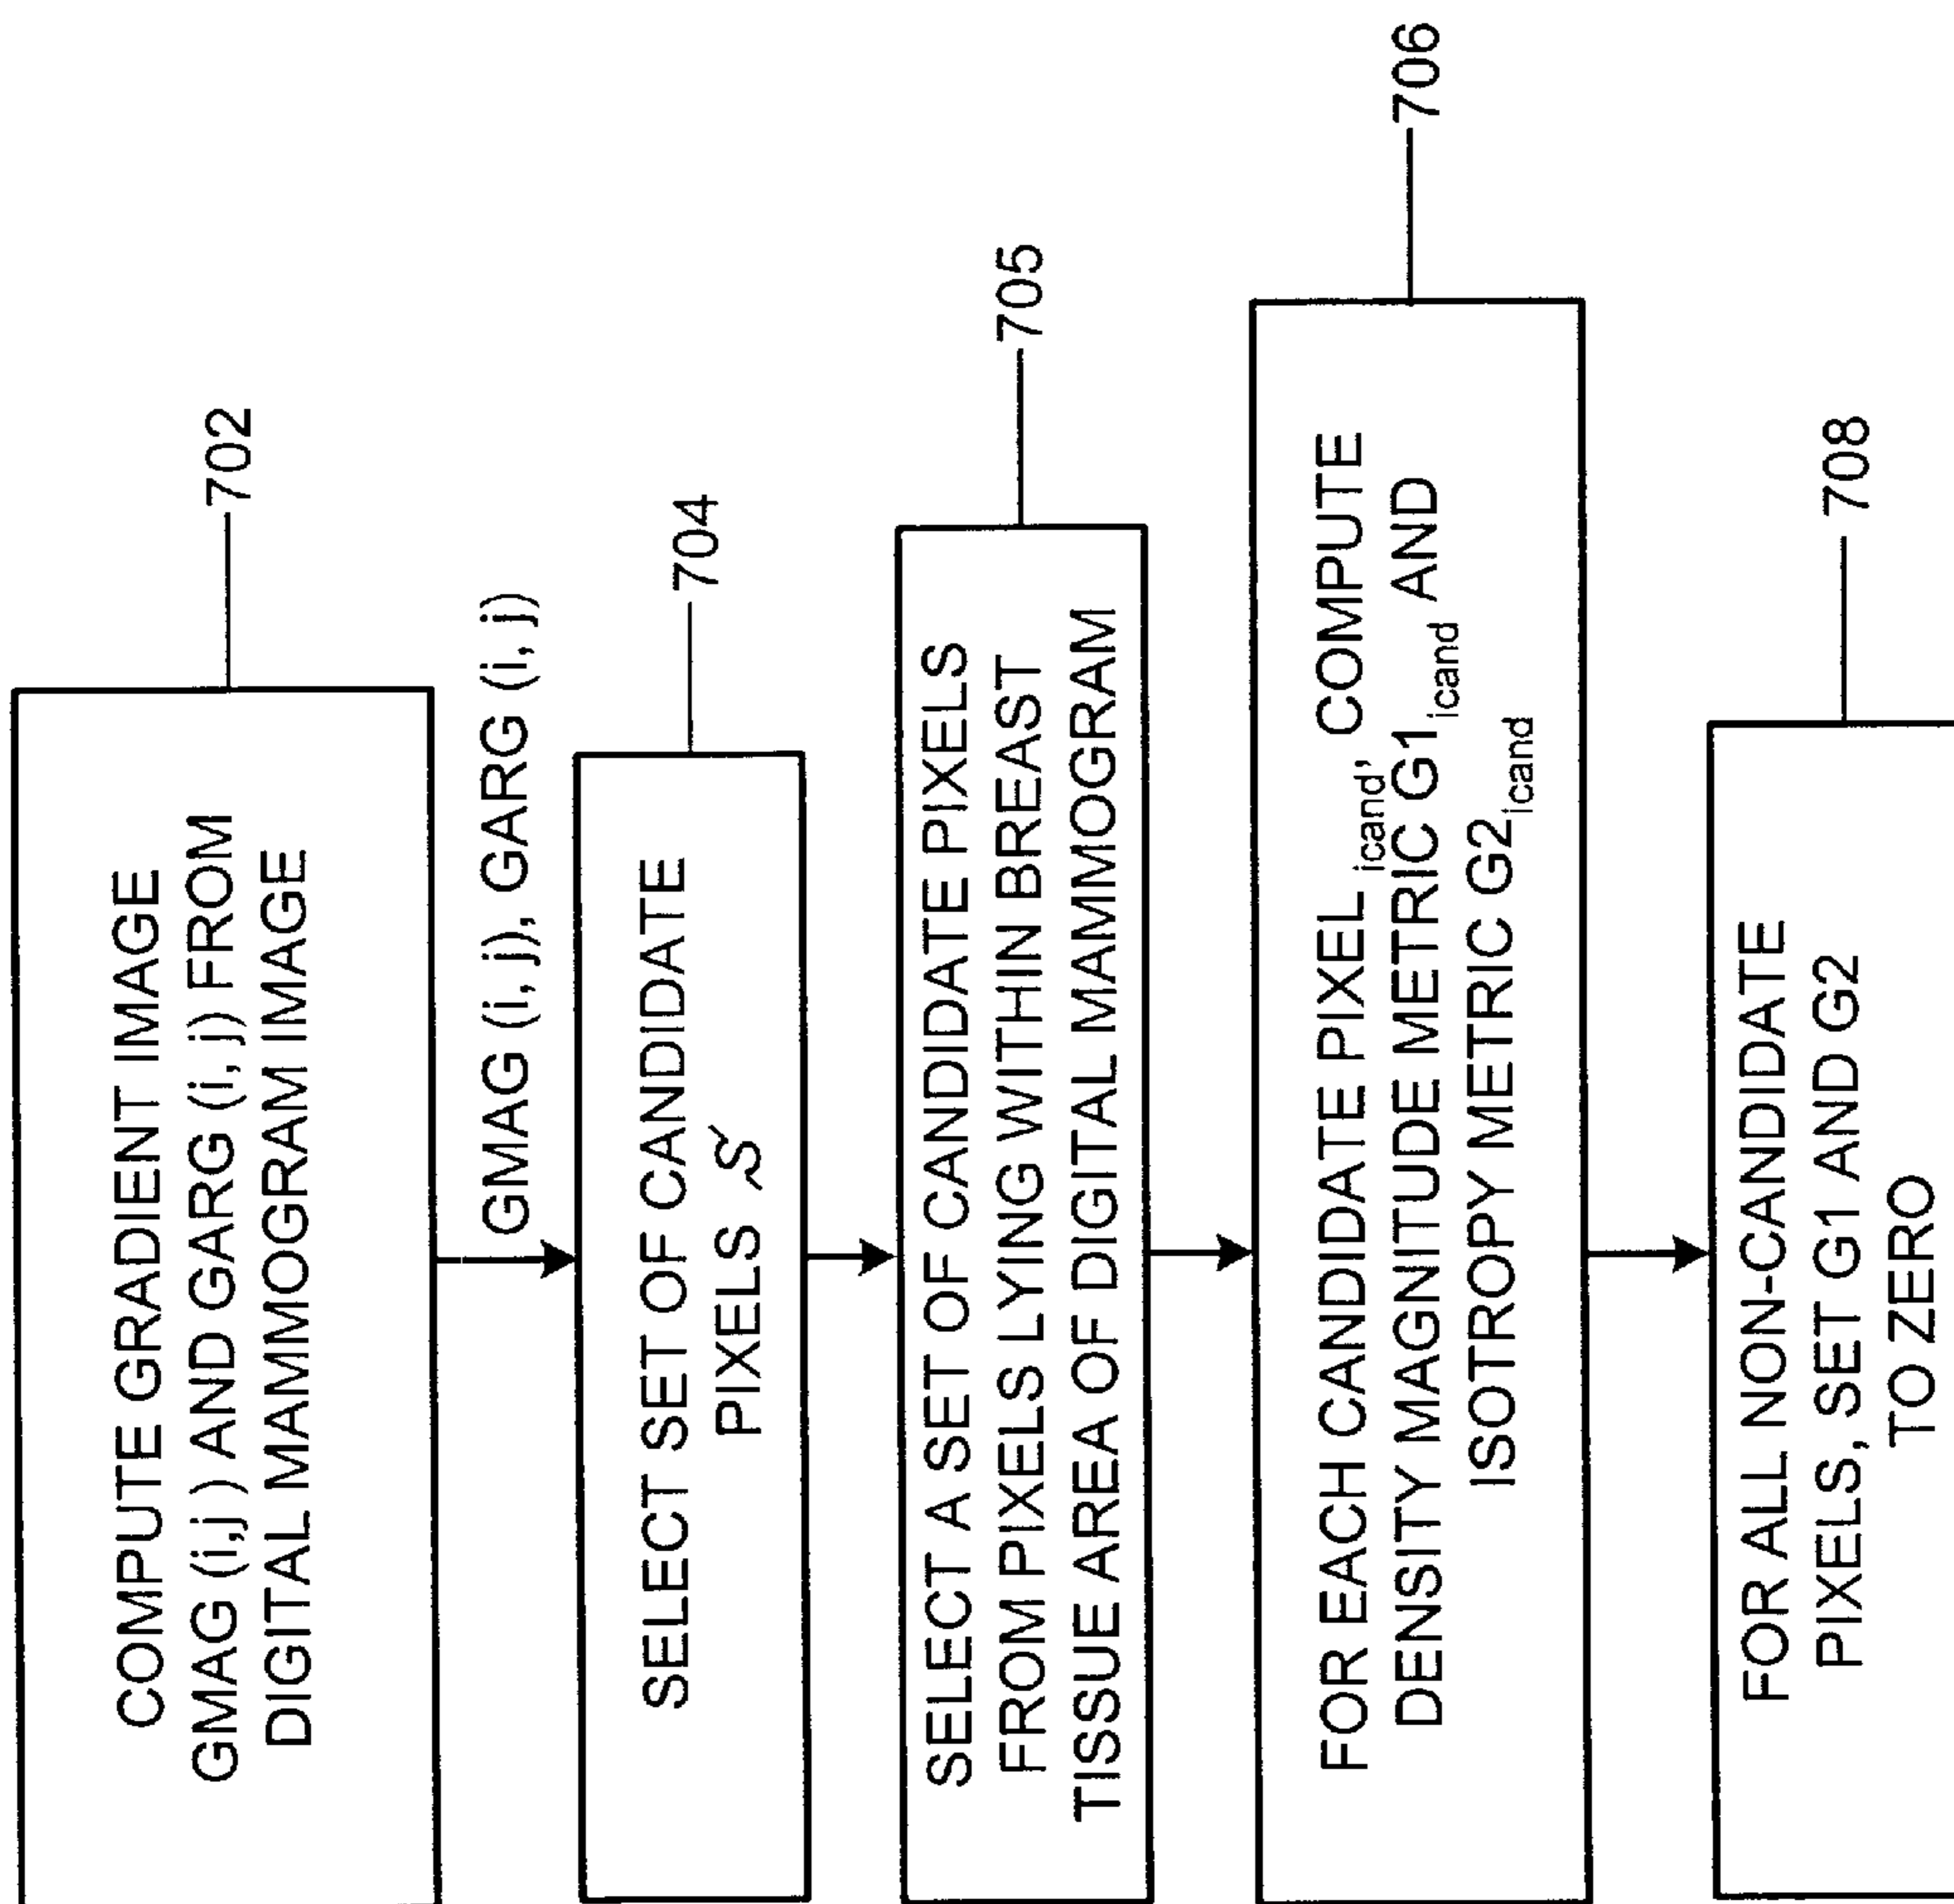 COMPUTE GRADIENT IMAGE
GMAG (i,j) AND GARG (i, j) FROM
DIGITAL MAMMOGRAM IMAGE
702
GMAG (i, j), GARG (i, j)
SELECT SET OF CANDIDATE
PIXELS S
704
SELECT A SET OF CANDIDATE PIXELS
FROM PIXELS LYING WITHIN BREAST
TISSUE AREA OF DIGITAL MAMMOGRAM
705
FOR EACH CANDIDATE PIXEL icand, COMPUTE
DENSITY MAGNITUDE METRIC G1icand AND
ISOTROPY METRIC G2icand
706
FOR ALL NON-CANDIDATE
PIXELS, SET G1 AND G2
TO ZERO
708